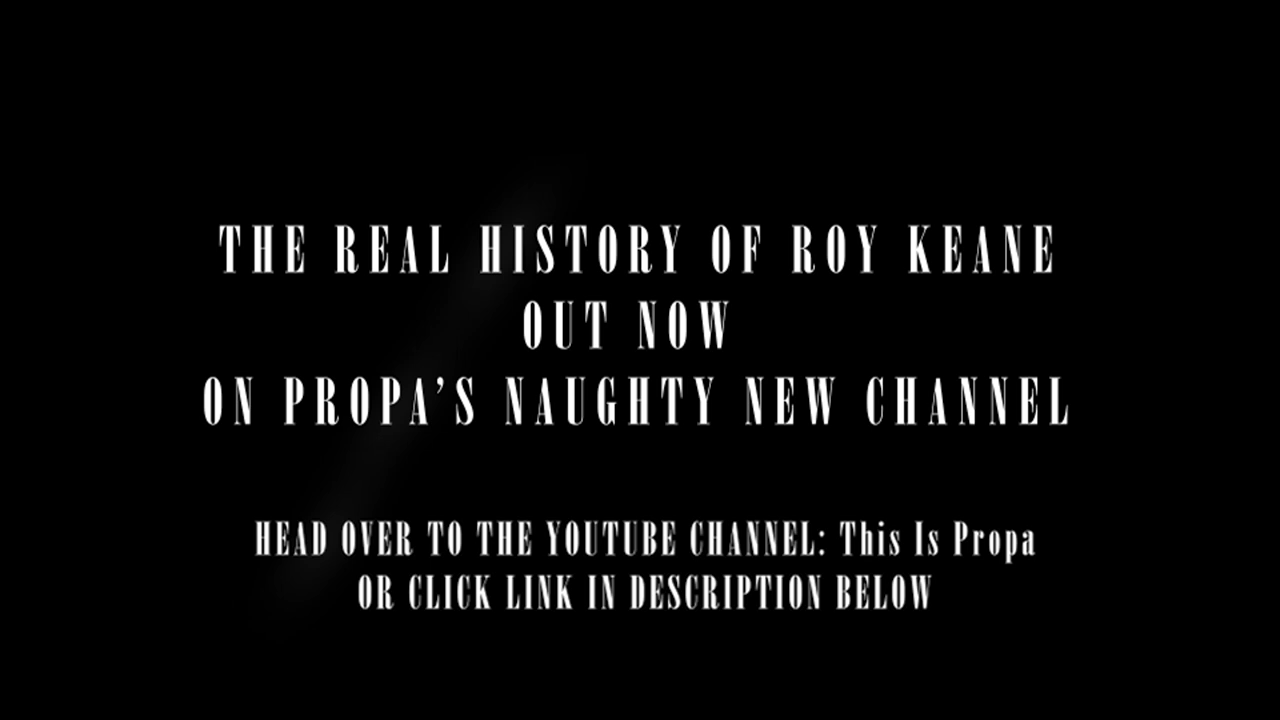 THE REAL HISTORY OF ROY KEANE
OUT NOW
ON PROPA’S NAUGHTY NEW CHANNEL
HEAD OVER TO THE YOUTUBE CHANNEL: This Is Propa
OR CLICK LINK IN DESCRIPTION BELOW